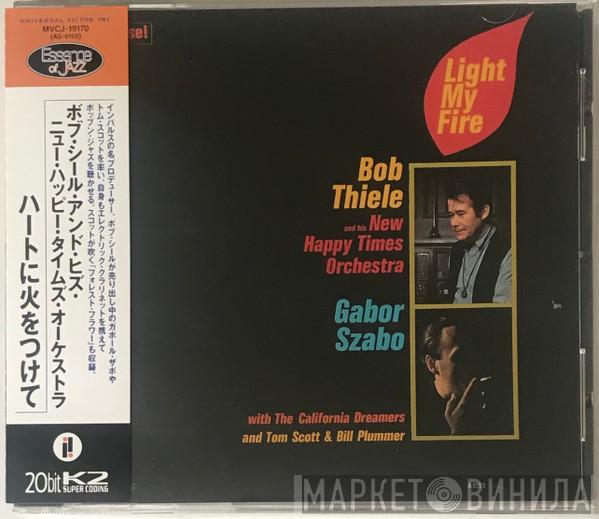 UNIVERSAL VICTOR INC.
MVCJ-19170
(AS-9159)
Essence
of JAZZ
インパルスの名プロデューサー、ボブ・シールが売り出し中のガボール・ザボや
トム・スコットを率い、自身もエレクトリック・クラリネットを携えて
ポップン・ジャズを聴かせる。スコットが吹く「フォレスト・フラワー」も収録。
ボブ・シール・アンド・ヒズ・
ニュー・ハッピー・タイムズ・オーケストラ
ハートに火をつけて
20bit K2
SUPER CODING
Light
My
Fire
Bob
Thiele
and his New
Happy Times
Orchestra
Gabor
Szabo
with The California Dreamers
and Tom Scott & Bill Plummer
МАРКЕТ ВИНИЛА